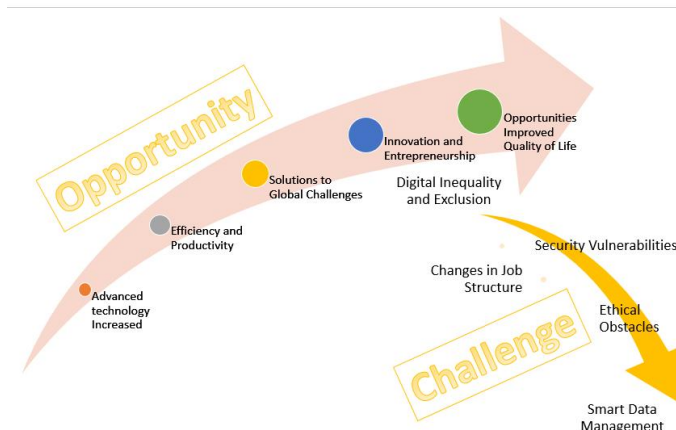 Opportunity
Opportunities
Improved
Quality of Life
Innovation and
Entrepreneurship
Solutions to
Global Challenges
Efficiency and
Productivity
Advanced
technology
Increased
Digital Inequality
and Exclusion
Security Vulnerabilities
Changes in Job
Structure
Ethical
Obstacles
Challenge
Smart Data
Management